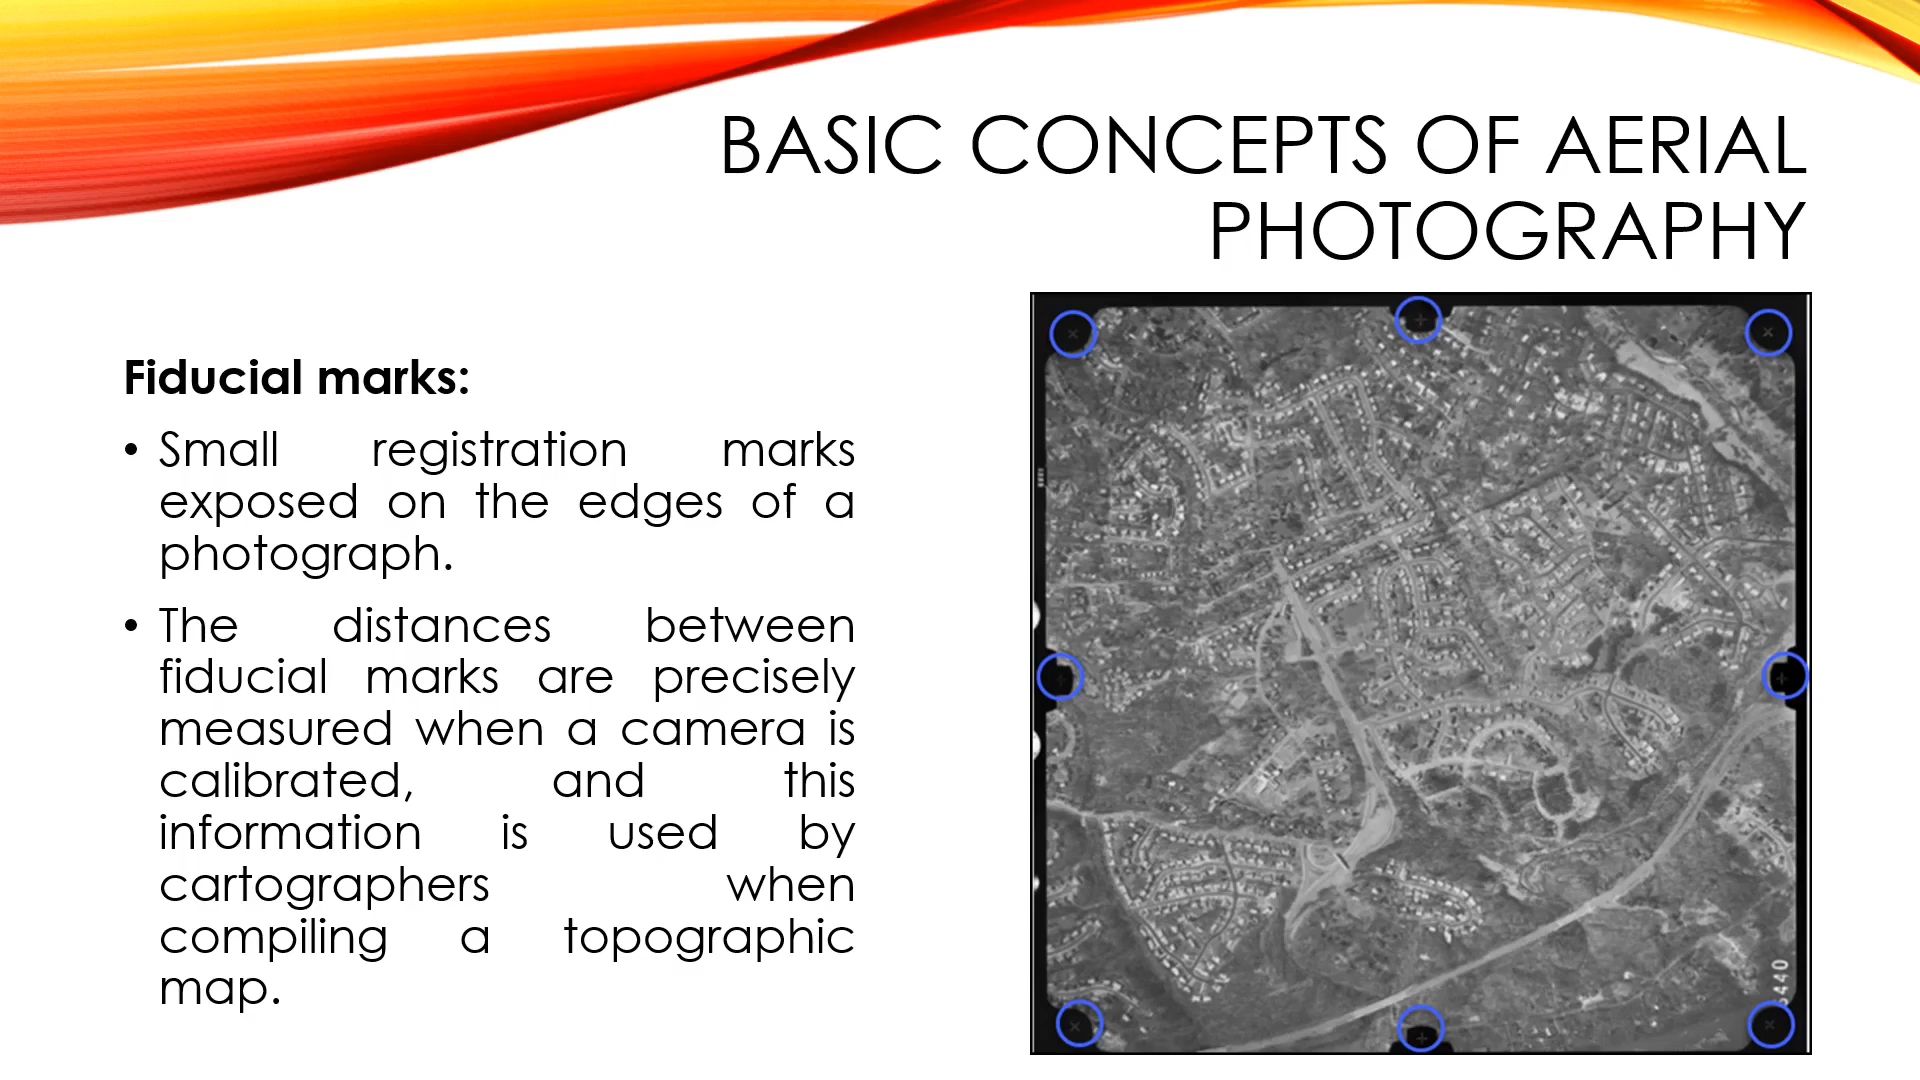 BASIC CONCEPTS OF AERIAL
PHOTOGRAPHY
Fiducial marks:
• Small registration marks
exposed on the edges of a
photograph.
• The distances between
fiducial marks are precisely
measured when a camera is
calibrated, and this
information is used by
cartographers when
compiling a topographic
map.